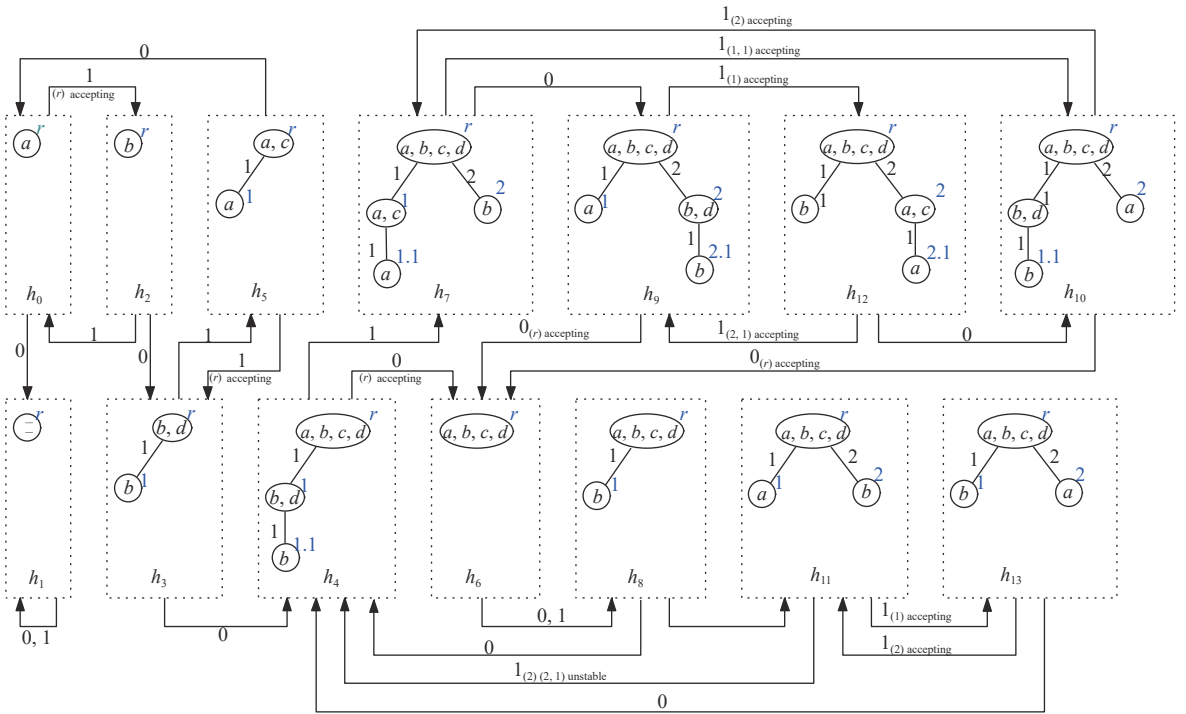 1(2) accepting
0
1(1, 1) accepting
1
(r) accepting
0
1(1) accepting
a r
b r
a, c r
1
a 1
a, b, c, d r
1 2
a, c 1
b 2
1
a 1.1
a, b, c, d r
1 2
a 1
b, d 2
1
b 2.1
a, b, c, d r
1 2
b 1
a, c 2
1
a 2.1
a, b, c, d r
1 2
b, d 1
a 2
1
b 1.1
h0
h2
h5
h7
h9
h12
h10
0
1
0
1
1
(r) accepting
1
0
(r) accepting
0(r) accepting
1(2, 1) accepting
0
0(r) accepting
– r
–
b, d r
1
b 1
a, b, c, d r
1
b, d 1
1
b 1.1
a, b, c, d r
a, b, c, d r
1
b 1
a, b, c, d r
1 2
a 1
b 2
a, b, c, d r
1 2
b 1
a 2
h1
h3
h4
h6
h8
h11
h13
0, 1
0
0, 1
0
1(1) accepting
1(2) accepting
1(2) (2, 1) unstable
0